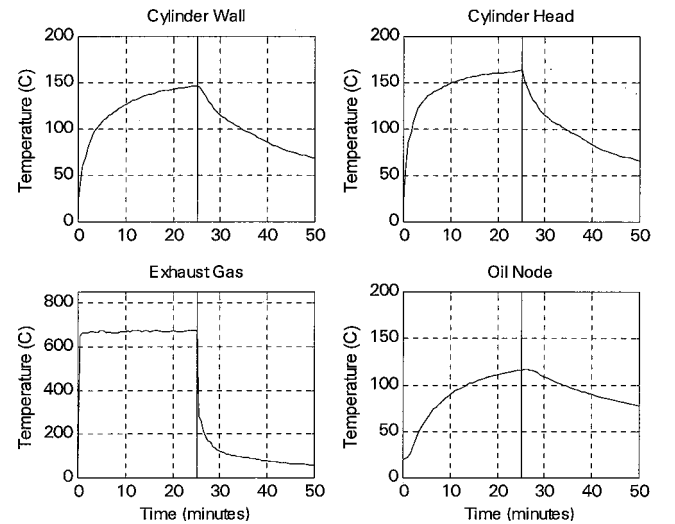 Cylinder Wall
Temperature (C)
200
150
100
50
0
0 10 20 30 40 50
Cylinder Head
Temperature (C)
200
150
100
50
0
0 10 20 30 40 50
Exhaust Gas
Temperature (C)
800
600
400
200
0
0 10 20 30 40 50
Time (minutes)
Oil Node
Temperature (C)
200
150
100
50
0
0 10 20 30 40 50
Time (minutes)